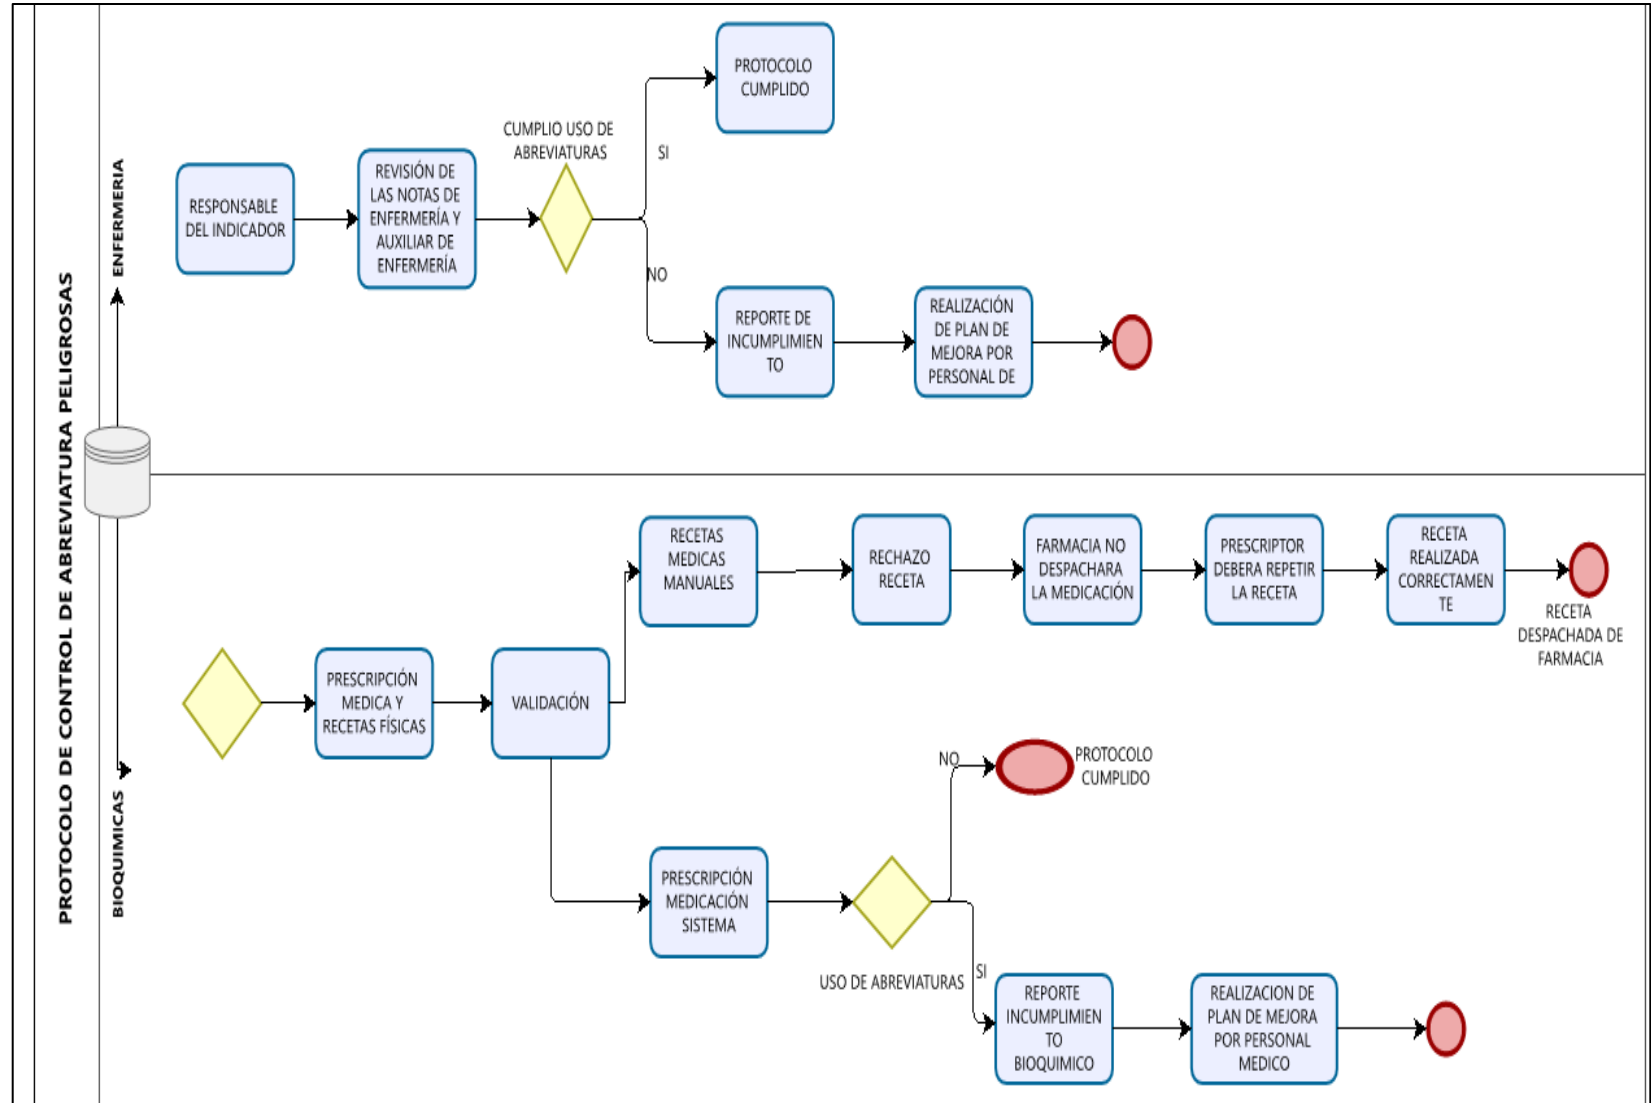 PROTOCOLO DE CONTROL DE ABREVIATURA PELIGROSAS
ENFERMERIA
RESPONSABLE
DEL INDICADOR
REVISIÓN DE
LAS NOTAS DE
ENFERMERÍA Y
AUXILIAR DE
ENFERMERÍA
CUMPLIO USO DE
ABREVIATURAS
SI
PROTOCOLO
CUMPLIDO
NO
REPORTE DE
INCUMPLIMIEN
TO
REALIZACIÓN
DE PLAN DE
MEJORA POR
PERSONAL DE
BIOQUIMICAS
PRESCRIPCIÓN
MEDICA Y
RECETAS FÍSICAS
VALIDACIÓN
RECETAS
MEDICAS
MANUALES
RECHAZO
RECETA
FARMACIA NO
DESPACHARA
LA MEDICACIÓN
PRESCRIPTOR
DEBERA REPETIR
LA RECETA
RECETA
REALIZADA
CORRECTAMEN
TE
RECETA
DESPACHADA DE
FARMACIA
PRESCRIPCIÓN
MEDICACIÓN
SISTEMA
USO DE ABREVIATURAS
NO
PROTOCOLO
CUMPLIDO
SI
REPORTE
INCUMPLIMIEN
TO
BIOQUIMICO
REALIZACION DE
PLAN DE MEJORA
POR PERSONAL
MEDICO